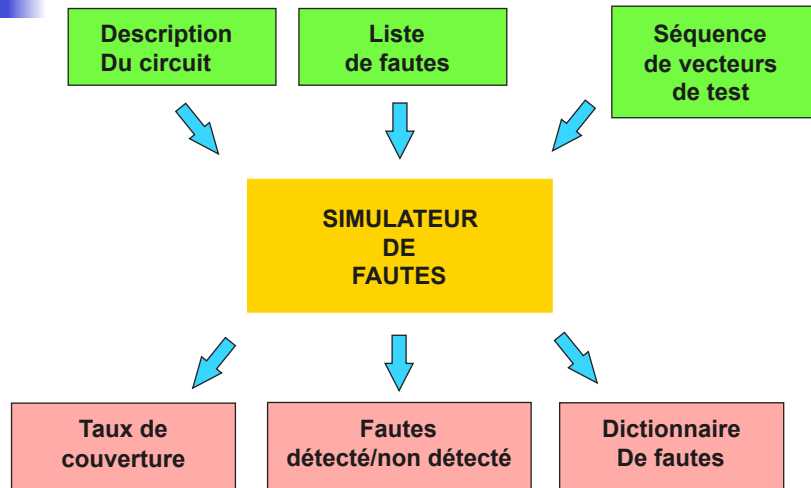 Description
Du circuit
Liste
de fautes
Séquence
de vecteurs
de test
SIMULATEUR
DE
FAUTES
Taux de
couverture
Fautes
détecté/non détecté
Dictionnaire
De fautes